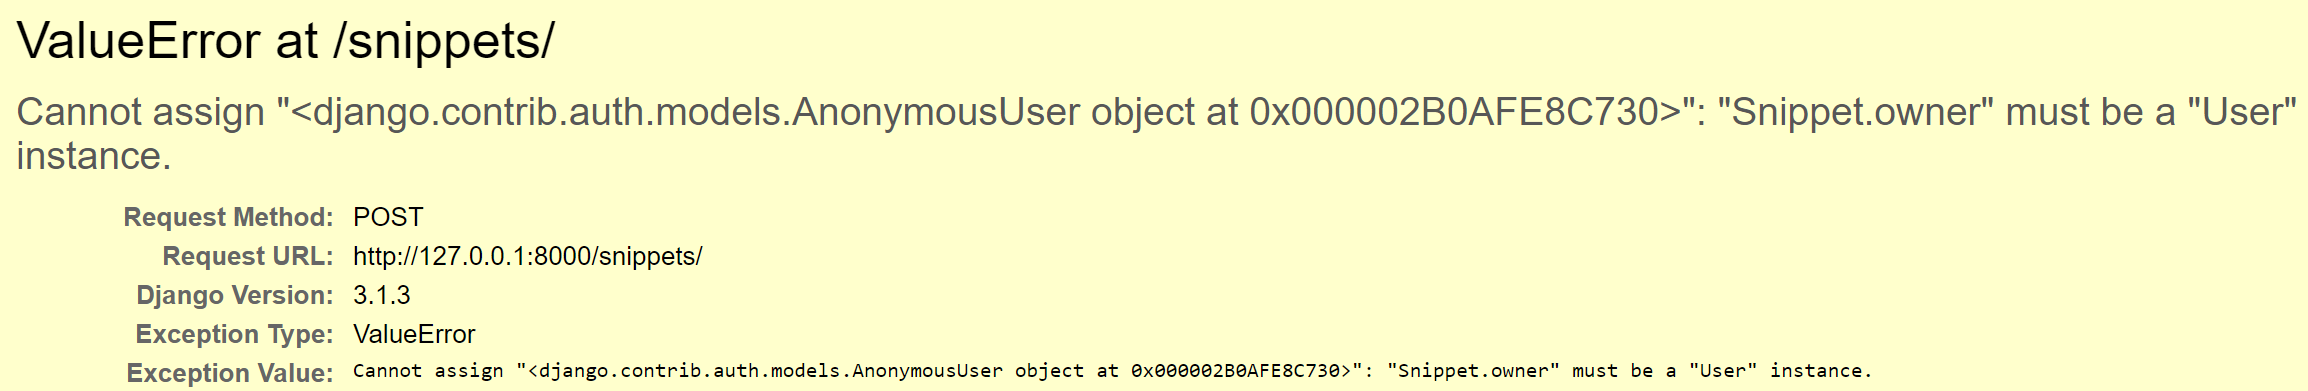 ValueError at /snippets/
Cannot assign "<django.contrib.auth.models.AnonymousUser object at 0x000002B0AFE8C730>": "Snippet.owner" must be a "User"
instance.
Request Method: POST
Request URL: http://127.0.0.1:8000/snippets/
Django Version: 3.1.3
Exception Type: ValueError
Exception Value: Cannot assign "<django.contrib.auth.models.AnonymousUser object at 0x000002B0AFE8C730>": "Snippet.owner" must be a "User" instance.